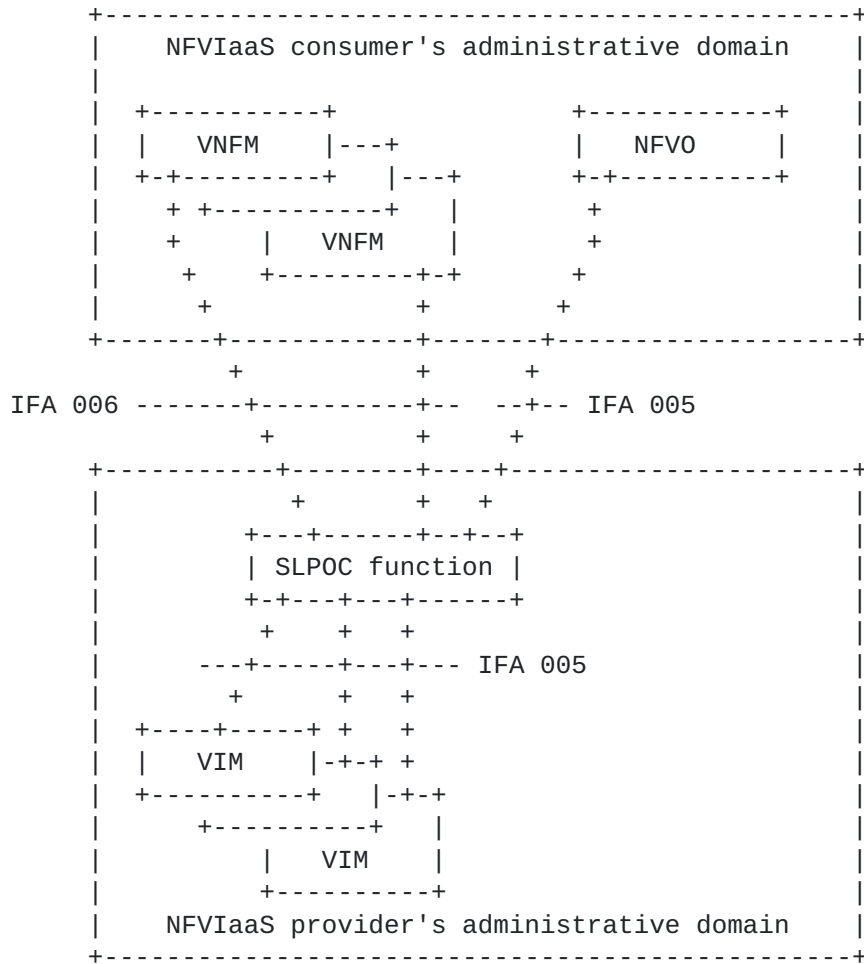 NFVIaaS consumer's administrative domain
VNFM
NFVO
VNFM
IFA 006
IFA 005
SLPOC function
IFA 005
VIM
VIM
NFVIaaS provider's administrative domain